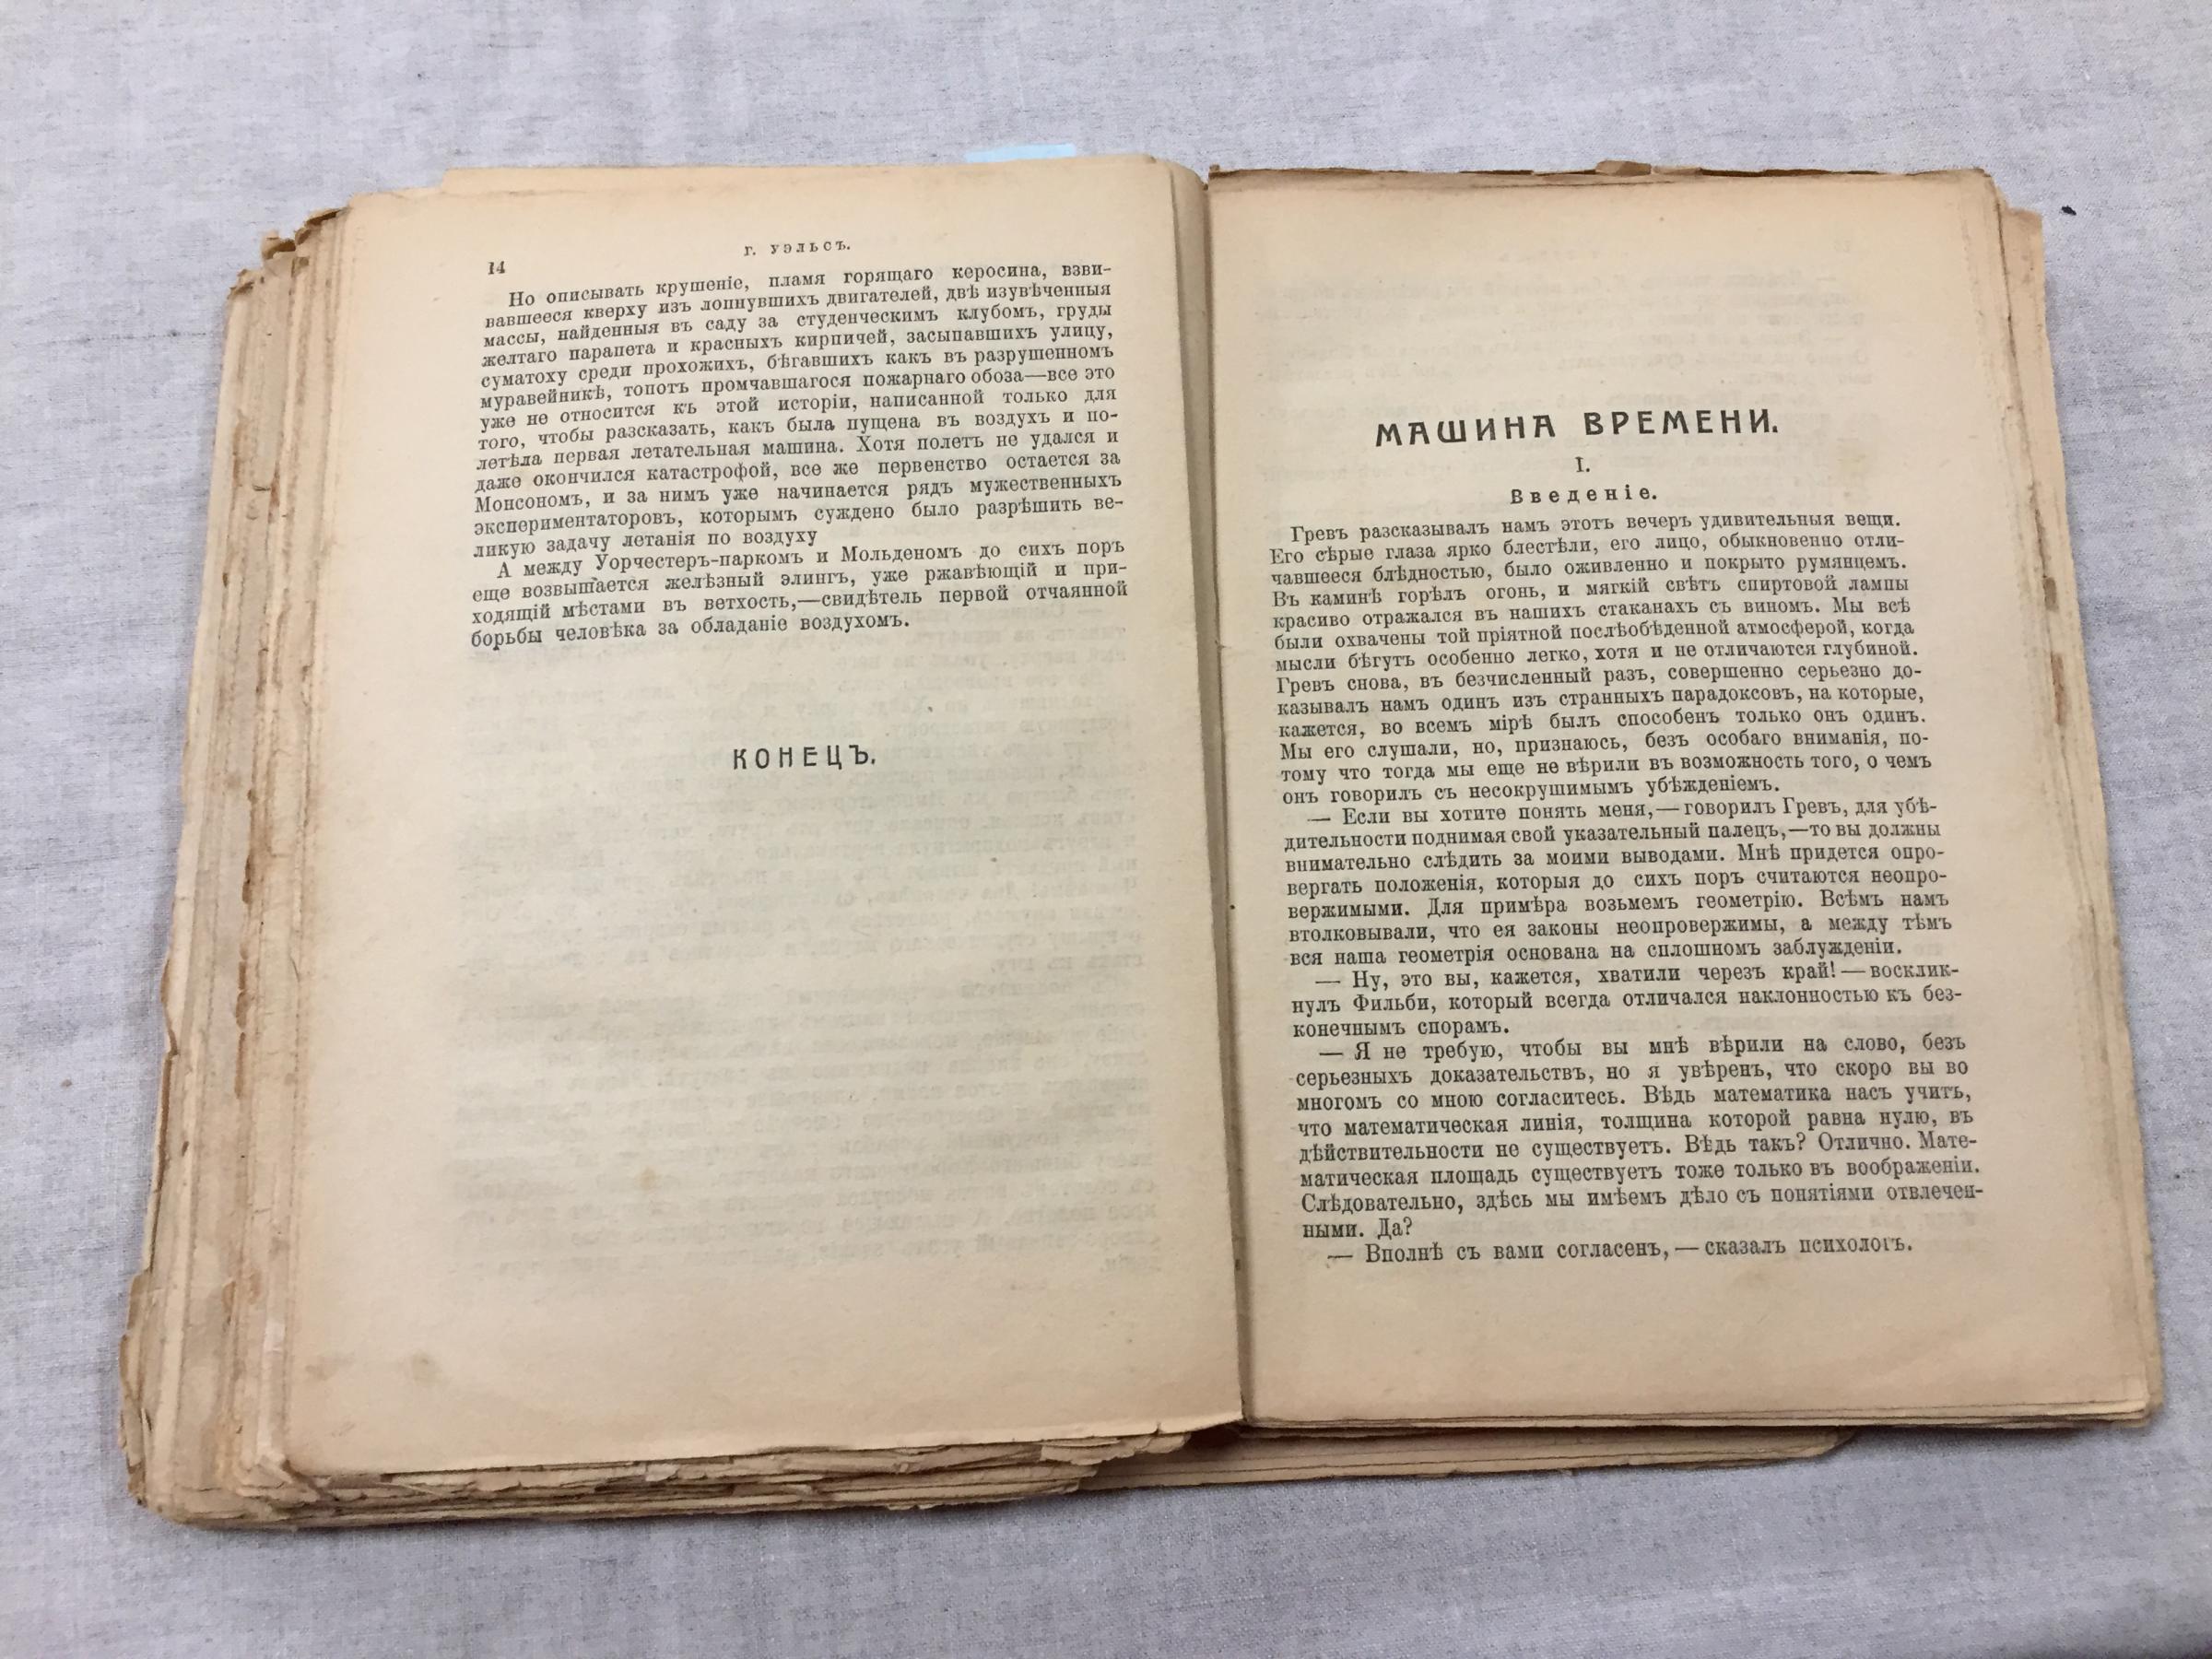 14
Г. УЭЛЬСЪ.
Но описывать крушеніе, пламя горящаго керосина, взви-
вавшееся кверху изъ лопнувшихъ двигателей, двѣ изувѣченныя
массы, найденныя въ саду за студенческимъ клубомъ, груды
желтаго парапета и красныхъ кирпичей, засыпавшихъ улицу,
суматоху среди прохожихъ, бѣгавшихъ какъ въ разрушенномъ
муравейникѣ, топотъ промчавшагося пожарнаго обоза—все это
уже не относится къ этой исторіи, написанной только для
того, чтобы разсказать, какъ была пущена въ воздухъ и по-
летѣла первая летательная машина. Хотя полетъ не удался и
даже окончился катастрофой, все же первенство остается за
Монсономъ, и за нимъ уже начинается рядъ мужественныхъ
экспериментаторовъ, которымъ суждено было разрѣшить ве-
ликую задачу летанія по воздуху
А между Уорчестеръ-паркомъ и Мольденомъ до сихъ поръ
еще возвышается желѣзный элингъ, уже ржавѣющій и при-
ходящій мѣстами въ ветхость,—свидѣтель первой отчаянной
борьбы человѣка за обладаніе воздухомъ.
КОНЕЦЪ.
МАШИНА ВРЕМЕНИ.
I.
Введеніе.
Гревъ разсказывалъ намъ этотъ вечеръ удивительныя вещи.
Его сѣрые глаза ярко блестѣли, его лицо, обыкновенно отли-
чавшееся блѣдностью, было оживленно и покрыто румянцемъ.
Въ каминѣ горѣлъ огонь, и мягкій свѣтъ спиртовой лампы
красиво отражался въ нашихъ стаканахъ съ виномъ. Мы всѣ
были охвачены той пріятной послѣобѣденной атмосферой, когда
мысли бѣгутъ особенно легко, хотя и не отличаются глубиной.
Гревъ снова, въ безчисленный разъ, совершенно серьезно до-
казывалъ намъ одинъ изъ странныхъ парадоксовъ, на которые,
кажется, во всемъ мірѣ былъ способенъ только онъ одинъ.
Мы его слушали, но, признаюсь, безъ особаго вниманія, по-
тому что тогда мы еще не вѣрили въ возможность того, о чемъ
онъ говорилъ съ несокрушимымъ убѣжденіемъ.
— Если вы хотите понять меня,—говорилъ Гревъ, для убѣ-
дительности поднимая свой указательный палецъ,—то вы должны
внимательно слѣдить за моими выводами. Мнѣ придется опро-
вергать положенія, которыя до сихъ поръ считаются неопро-
вержимыми. Для примѣра возьмемъ геометрію. Всѣмъ намъ
втолковывали, что ея законы неопровержимы, а между тѣмъ
вся наша геометрія основана на сплошномъ заблужденіи.
— Ну, это вы, кажется, хватили черезъ край!—восклик-
нулъ Фильби, который всегда отличался наклонностью къ без-
конечнымъ спорамъ.
— Я не требую, чтобы вы мнѣ вѣрили на слово, безъ
серьезныхъ доказательствъ, но я увѣренъ, что скоро вы во
многомъ со мною согласитесь. Вѣдь математика насъ учить,
что математическая линія, толщина которой равна нулю, въ
дѣйствительности не существуетъ. Вѣдь такъ? Отлично. Мате-
матическая площадь существуетъ тоже только въ воображеніи.
Слѣдовательно, здѣсь мы имѣемъ дѣло съ понятіями отвлечен-
ными. Да?
— Вполнѣ съ вами согласенъ,—сказалъ психологъ.